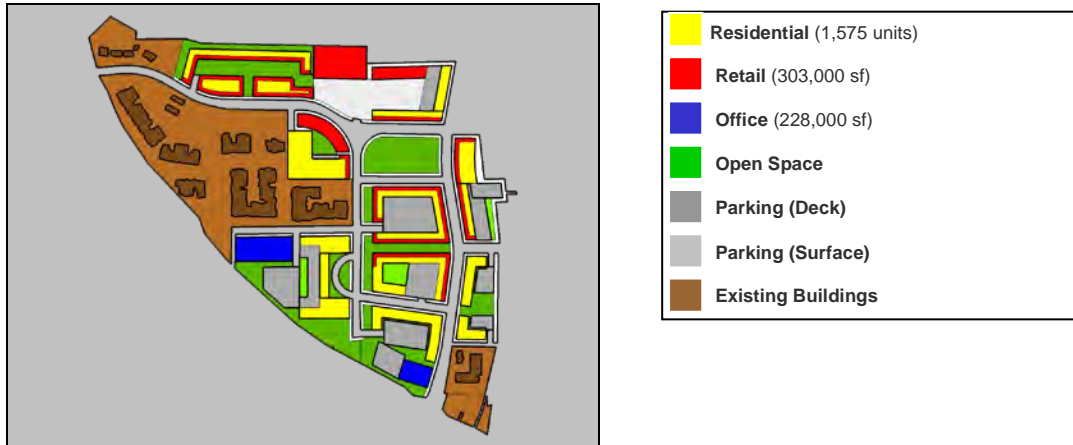 Residential (1,575 units)
Retail (303,000 sf)
Office (228,000 sf)
Open Space
Parking (Deck)
Parking (Surface)
Existing Buildings